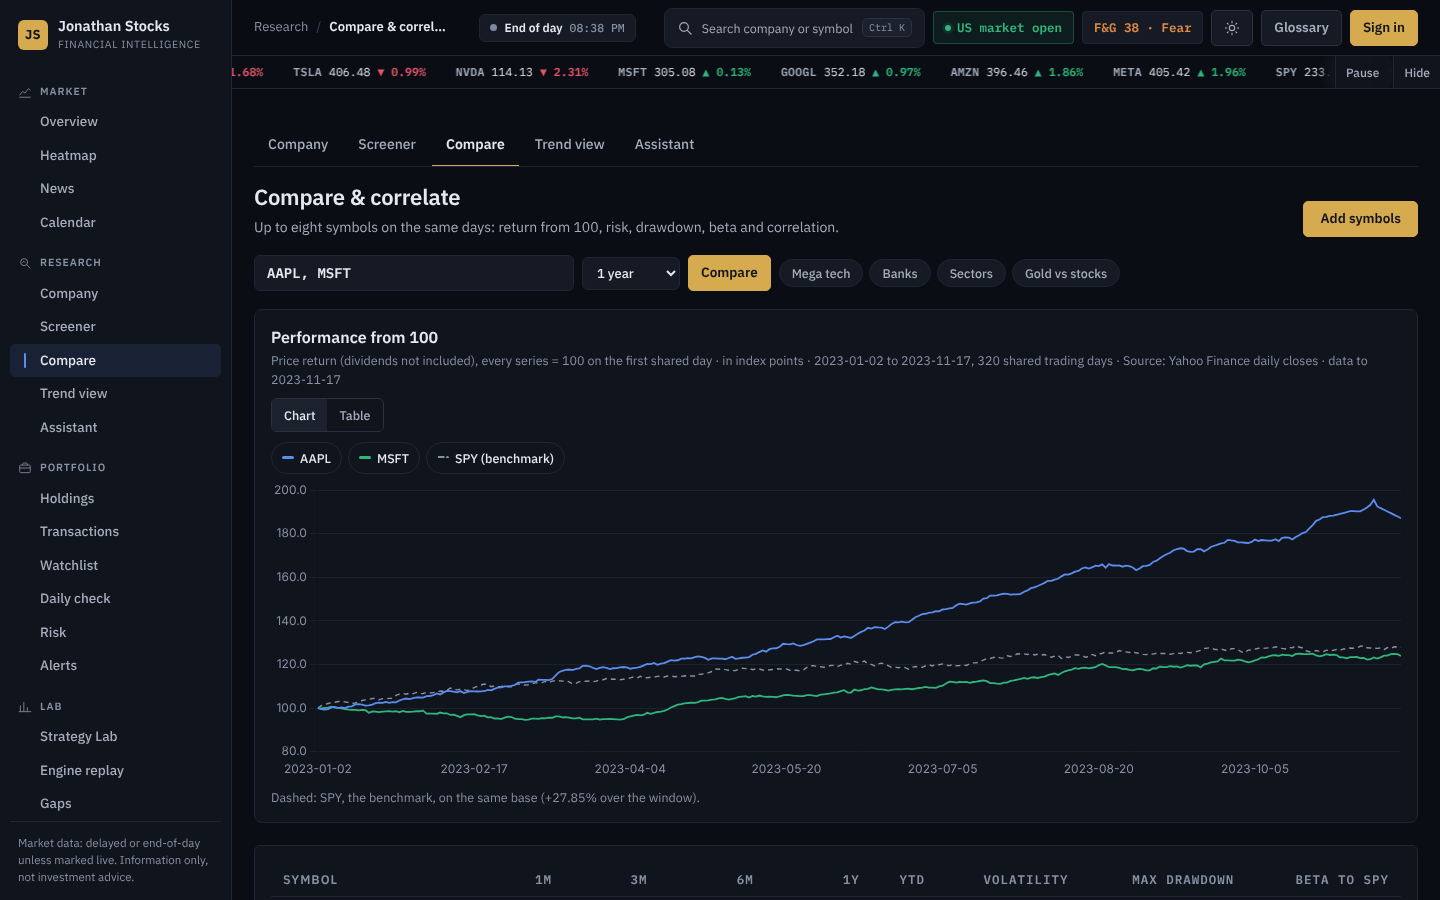 JS
Jonathan Stocks
FINANCIAL INTELLIGENCE
MARKET
Overview
Heatmap
News
Calendar
RESEARCH
Company
Screener
Compare
Trend view
Assistant
PORTFOLIO
Holdings
Transactions
Watchlist
Daily check
Risk
Alerts
LAB
Strategy Lab
Engine replay
Gaps
Market data: delayed or end-of-day
unless marked live. Information only,
not investment advice.
Research / Compare & correl...
End of day 08:38 PM
Search company or symbol Ctrl K
US market open
F&G 38 · Fear
Glossary
Sign in
1.68% TSLA 406.48 ▼ 0.99% NVDA 114.13 ▼ 2.31% MSFT 305.08 ▲ 0.13% GOOGL 352.18 ▲ 0.97% AMZN 396.46 ▲ 1.86% META 405.42 ▲ 1.96% SPY 233.
Pause
Hide
Company Screener Compare Trend view Assistant
Compare & correlate
Up to eight symbols on the same days: return from 100, risk, drawdown, beta and correlation.
Add symbols
AAPL, MSFT
1 year
Compare
Mega tech
Banks
Sectors
Gold vs stocks
Performance from 100
Price return (dividends not included), every series = 100 on the first shared day · in index points · 2023-01-02 to 2023-11-17, 320 shared trading days · Source: Yahoo Finance daily closes · data to
2023-11-17
Chart Table
AAPL MSFT SPY (benchmark)
200.0
180.0
160.0
140.0
120.0
100.0
80.0
2023-01-02 2023-02-17 2023-04-04 2023-05-20 2023-07-05 2023-08-20 2023-10-05
Dashed: SPY, the benchmark, on the same base (+27.85% over the window).
SYMBOL 1M 3M 6M 1Y YTD VOLATILITY MAX DRAWDOWN BETA TO SPY